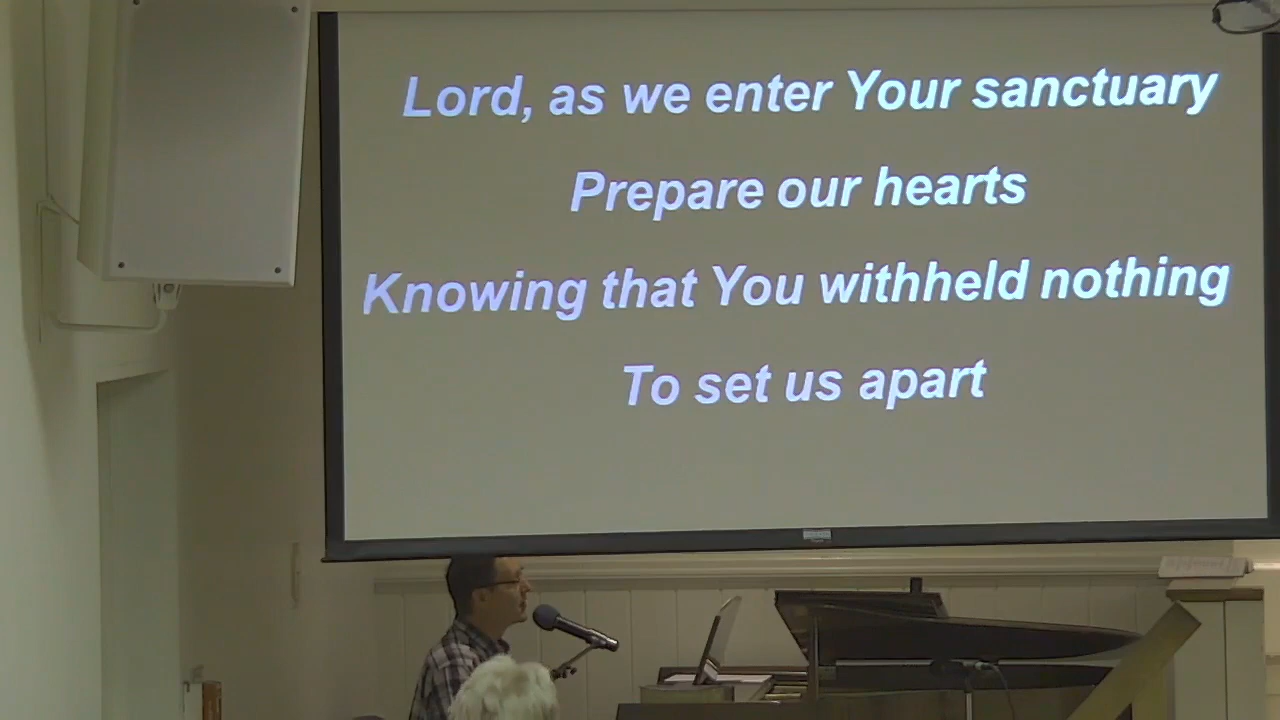 Lord, as we enter Your sanctuary
Prepare our hearts
Knowing that You withheld nothing
To set us apart